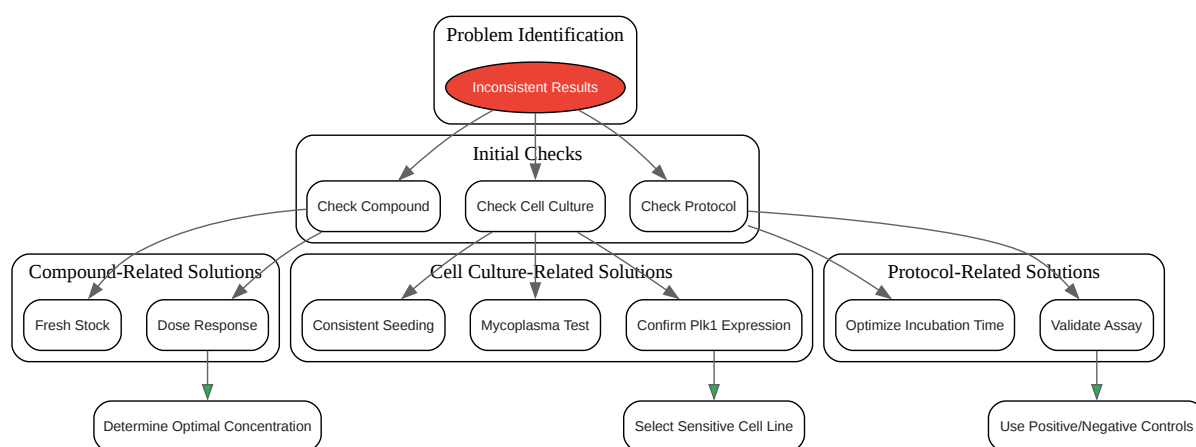 Problem Identification
Inconsistent Results
Initial Checks
Check Compound
Check Cell Culture
Check Protocol
Compound-Related Solutions
Fresh Stock
Dose Response
Cell Culture-Related Solutions
Consistent Seeding
Mycoplasma Test
Confirm Plk1 Expression
Protocol-Related Solutions
Optimize Incubation Time
Validate Assay
Determine Optimal Concentration
Select Sensitive Cell Line
Use Positive/Negative Controls